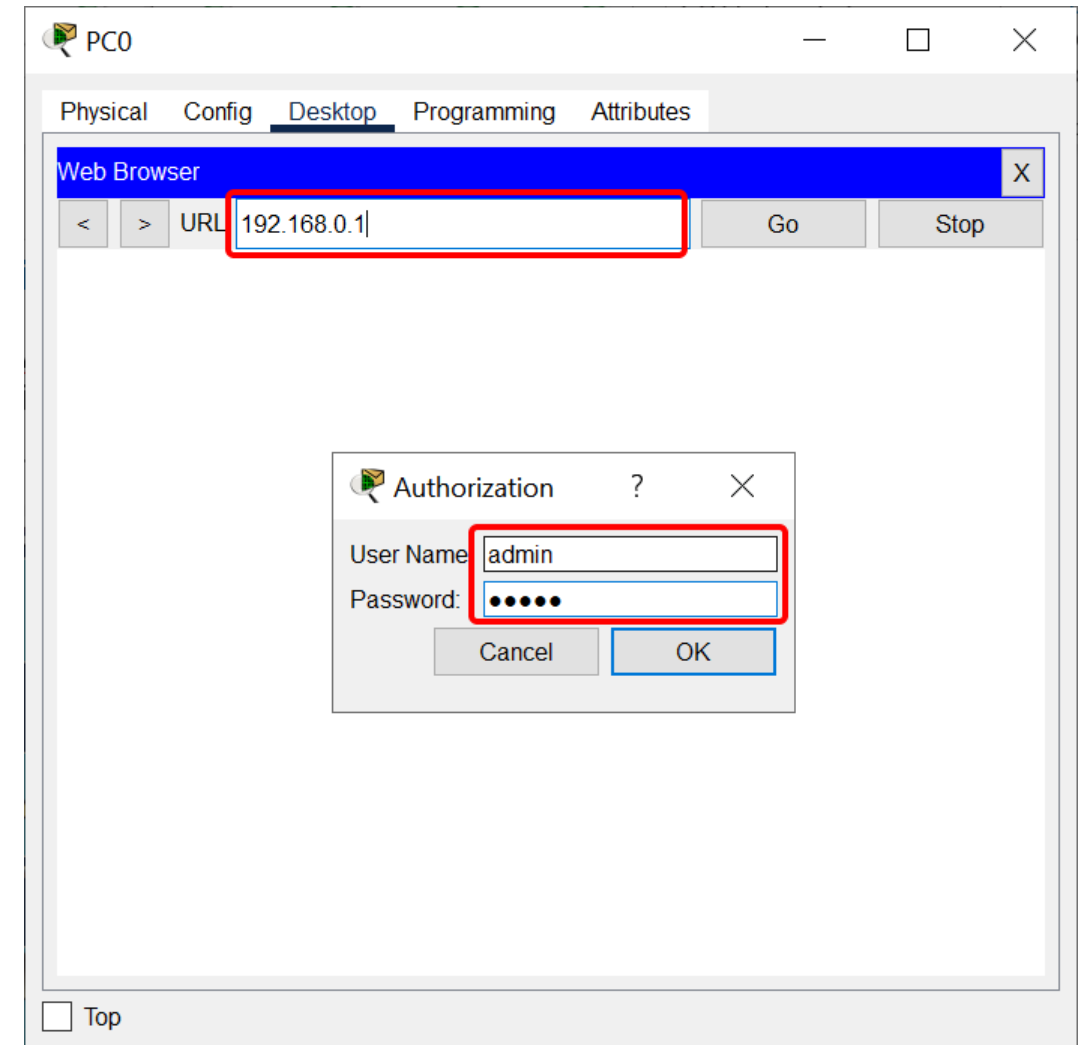 PC0
Physical Config Desktop Programming Attributes
Web Browser X
< > URL 192.168.0.1 Go Stop
Authorization ? X
User Name admin
Password: ●●●●●
Cancel OK
Top